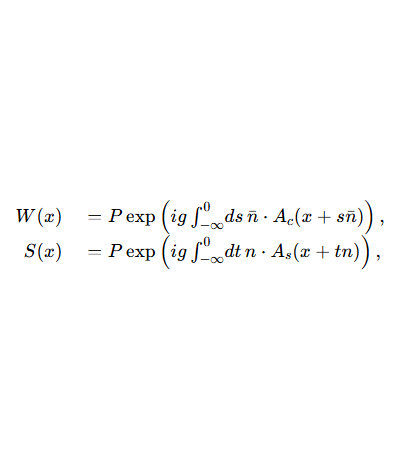 W(x) = P exp ( ig ∫_{-∞}^{0} ds n̄ · A_c(x + sn̄) ) ,
S(x) = P exp ( ig ∫_{-∞}^{0} dt n · A_s(x + tn) ) ,